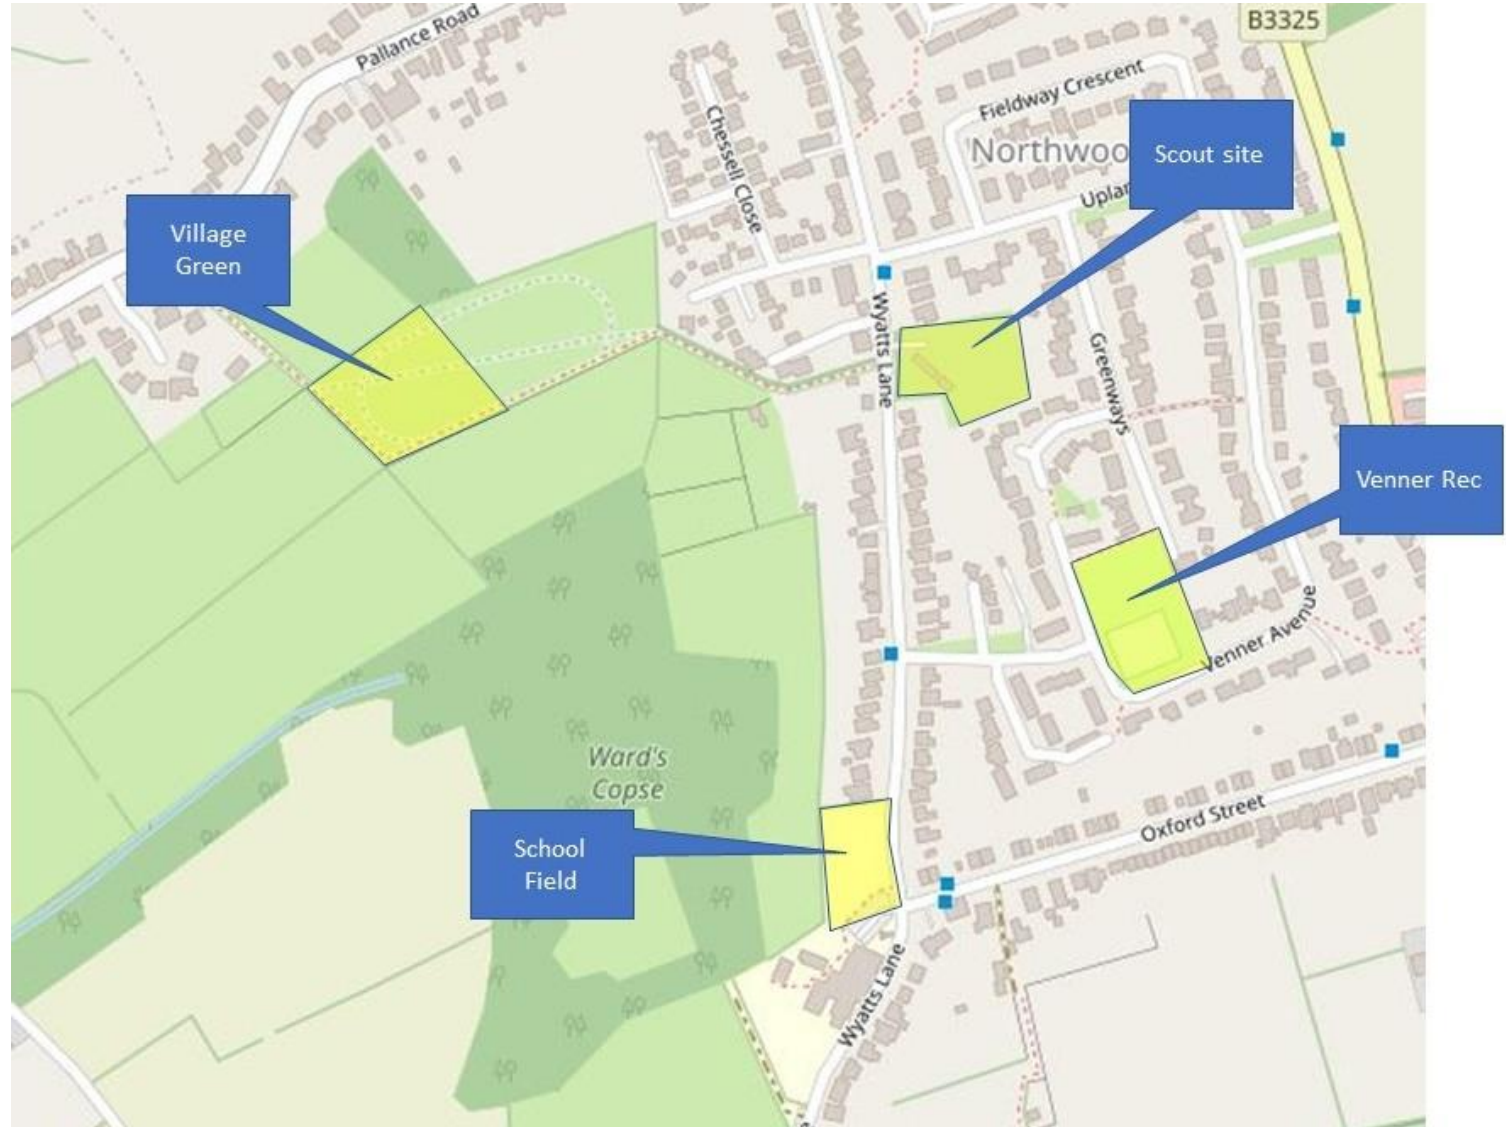 B3325
Pallance Road
Fieldway Crescent
Chessell Close
Northwoo
Scout site
Uplan
Village
Green
Wyatts Lane
Greenways
Venner Rec
Venner Avenue
Ward's
Copse
Oxford Street
School
Field
Wyatts Lane